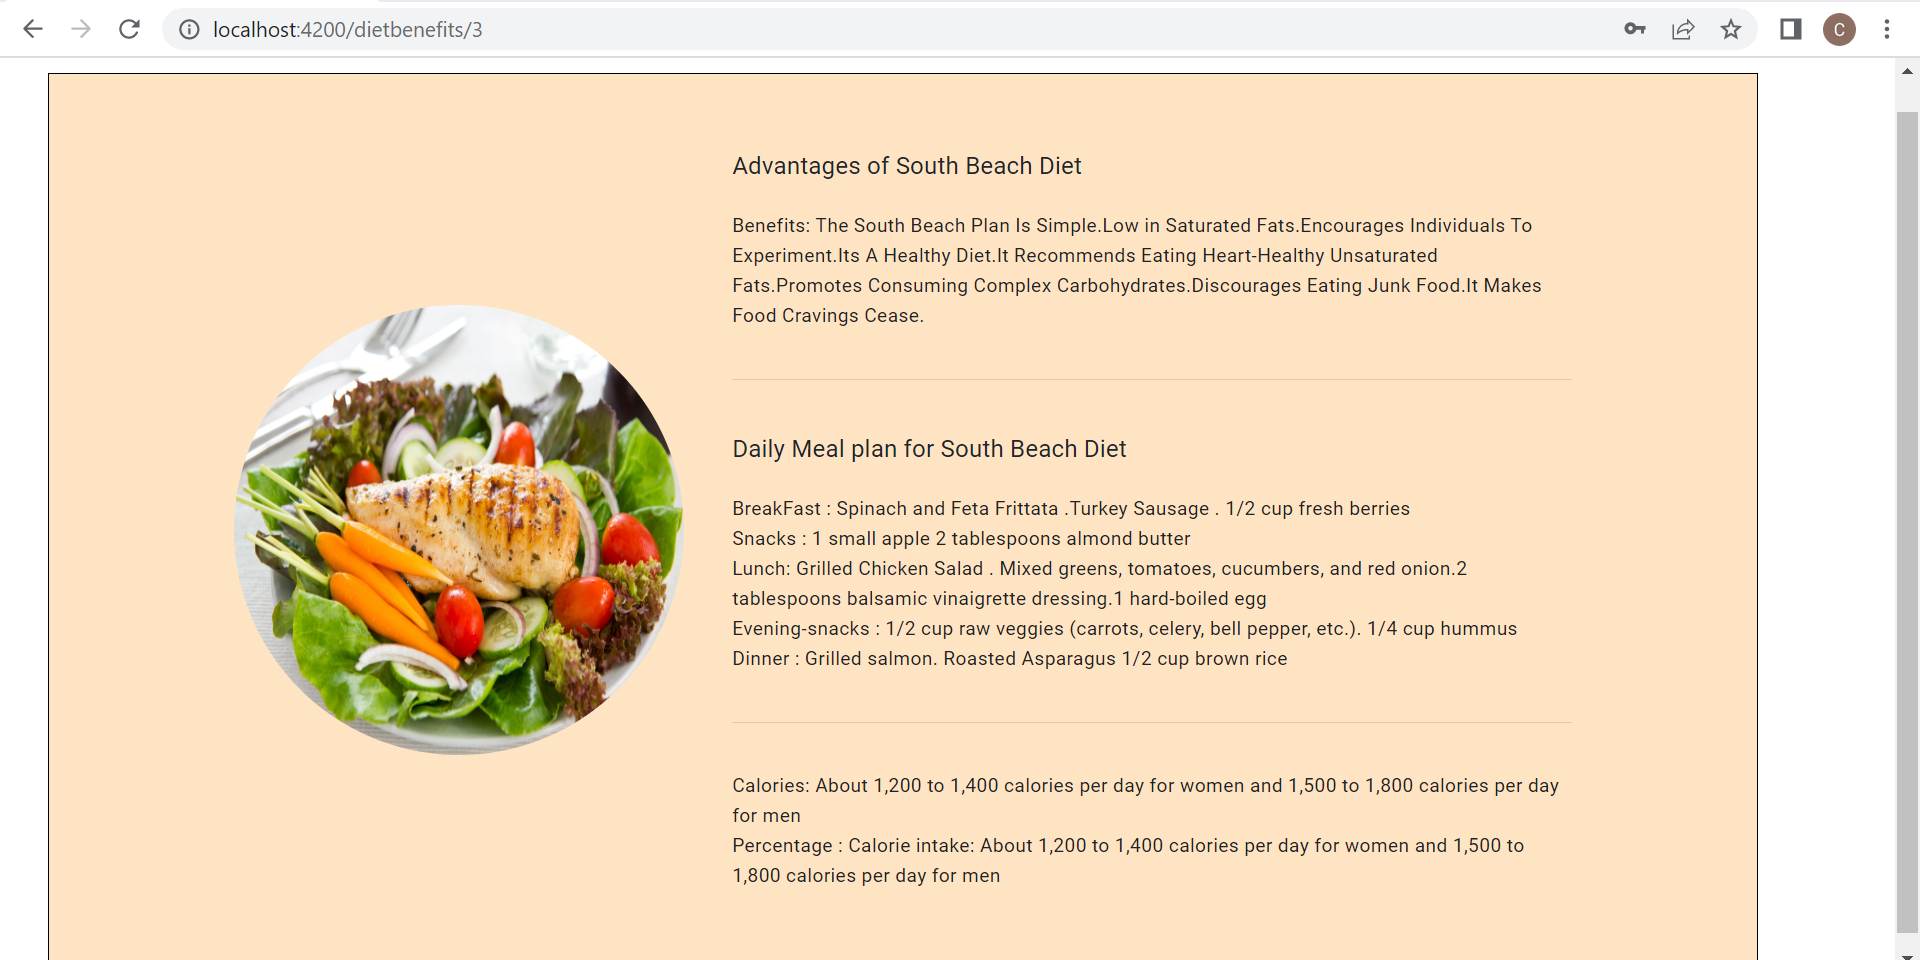 localhost:4200/dietbenefits/3
C
Advantages of South Beach Diet
Benefits: The South Beach Plan Is Simple.Low in Saturated Fats.Encourages Individuals To
Experiment.Its A Healthy Diet.It Recommends Eating Heart-Healthy Unsaturated
Fats.Promotes Consuming Complex Carbohydrates.Discourages Eating Junk Food.It Makes
Food Cravings Cease.
Daily Meal plan for South Beach Diet
BreakFast : Spinach and Feta Frittata .Turkey Sausage . 1/2 cup fresh berries
Snacks : 1 small apple 2 tablespoons almond butter
Lunch: Grilled Chicken Salad . Mixed greens, tomatoes, cucumbers, and red onion.2
tablespoons balsamic vinaigrette dressing.1 hard-boiled egg
Evening-snacks : 1/2 cup raw veggies (carrots, celery, bell pepper, etc.). 1/4 cup hummus
Dinner : Grilled salmon. Roasted Asparagus 1/2 cup brown rice
Calories: About 1,200 to 1,400 calories per day for women and 1,500 to 1,800 calories per day
for men
Percentage : Calorie intake: About 1,200 to 1,400 calories per day for women and 1,500 to
1,800 calories per day for men